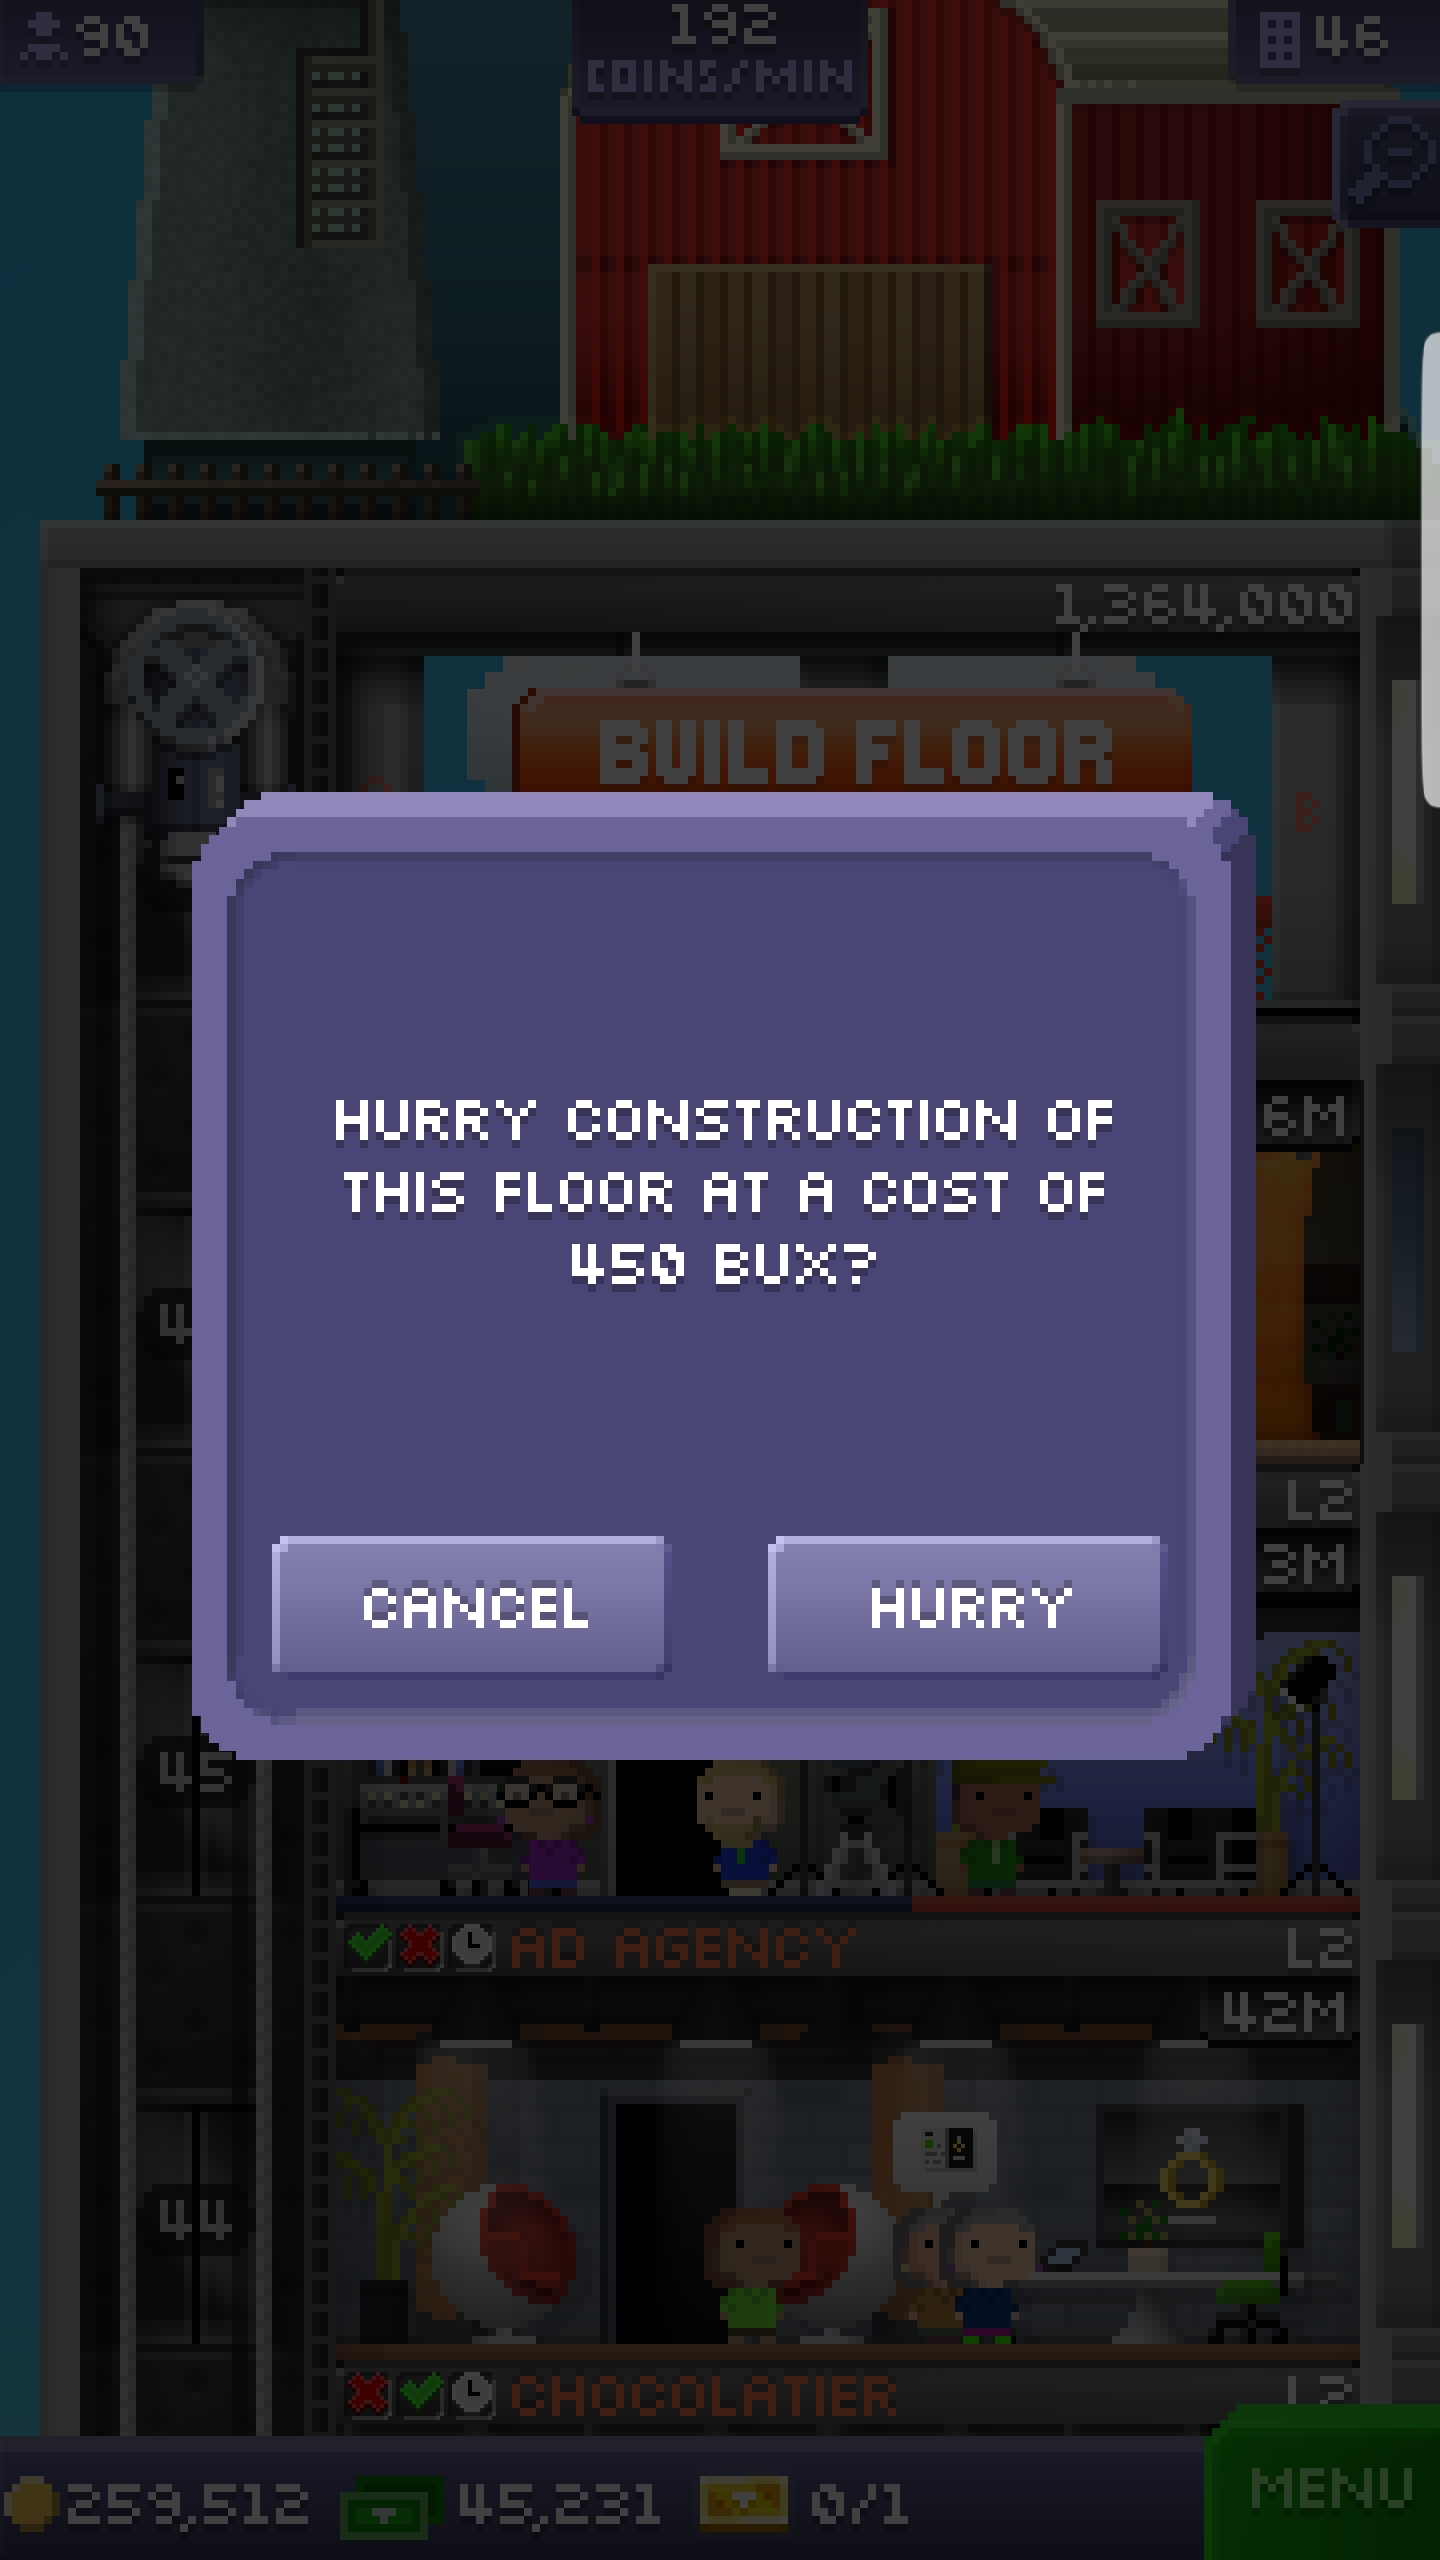 90
192
COINS/MIN
46
1,364,000
BUILD FLOOR
B
HURRY CONSTRUCTION OF
THIS FLOOR AT A COST OF
450 BUX?
CANCEL
HURRY
6M
L2
3M
45
AD AGENCY
L2
42M
44
CHOCOLATIER
L2
259,512
45,231
0/1
MENU